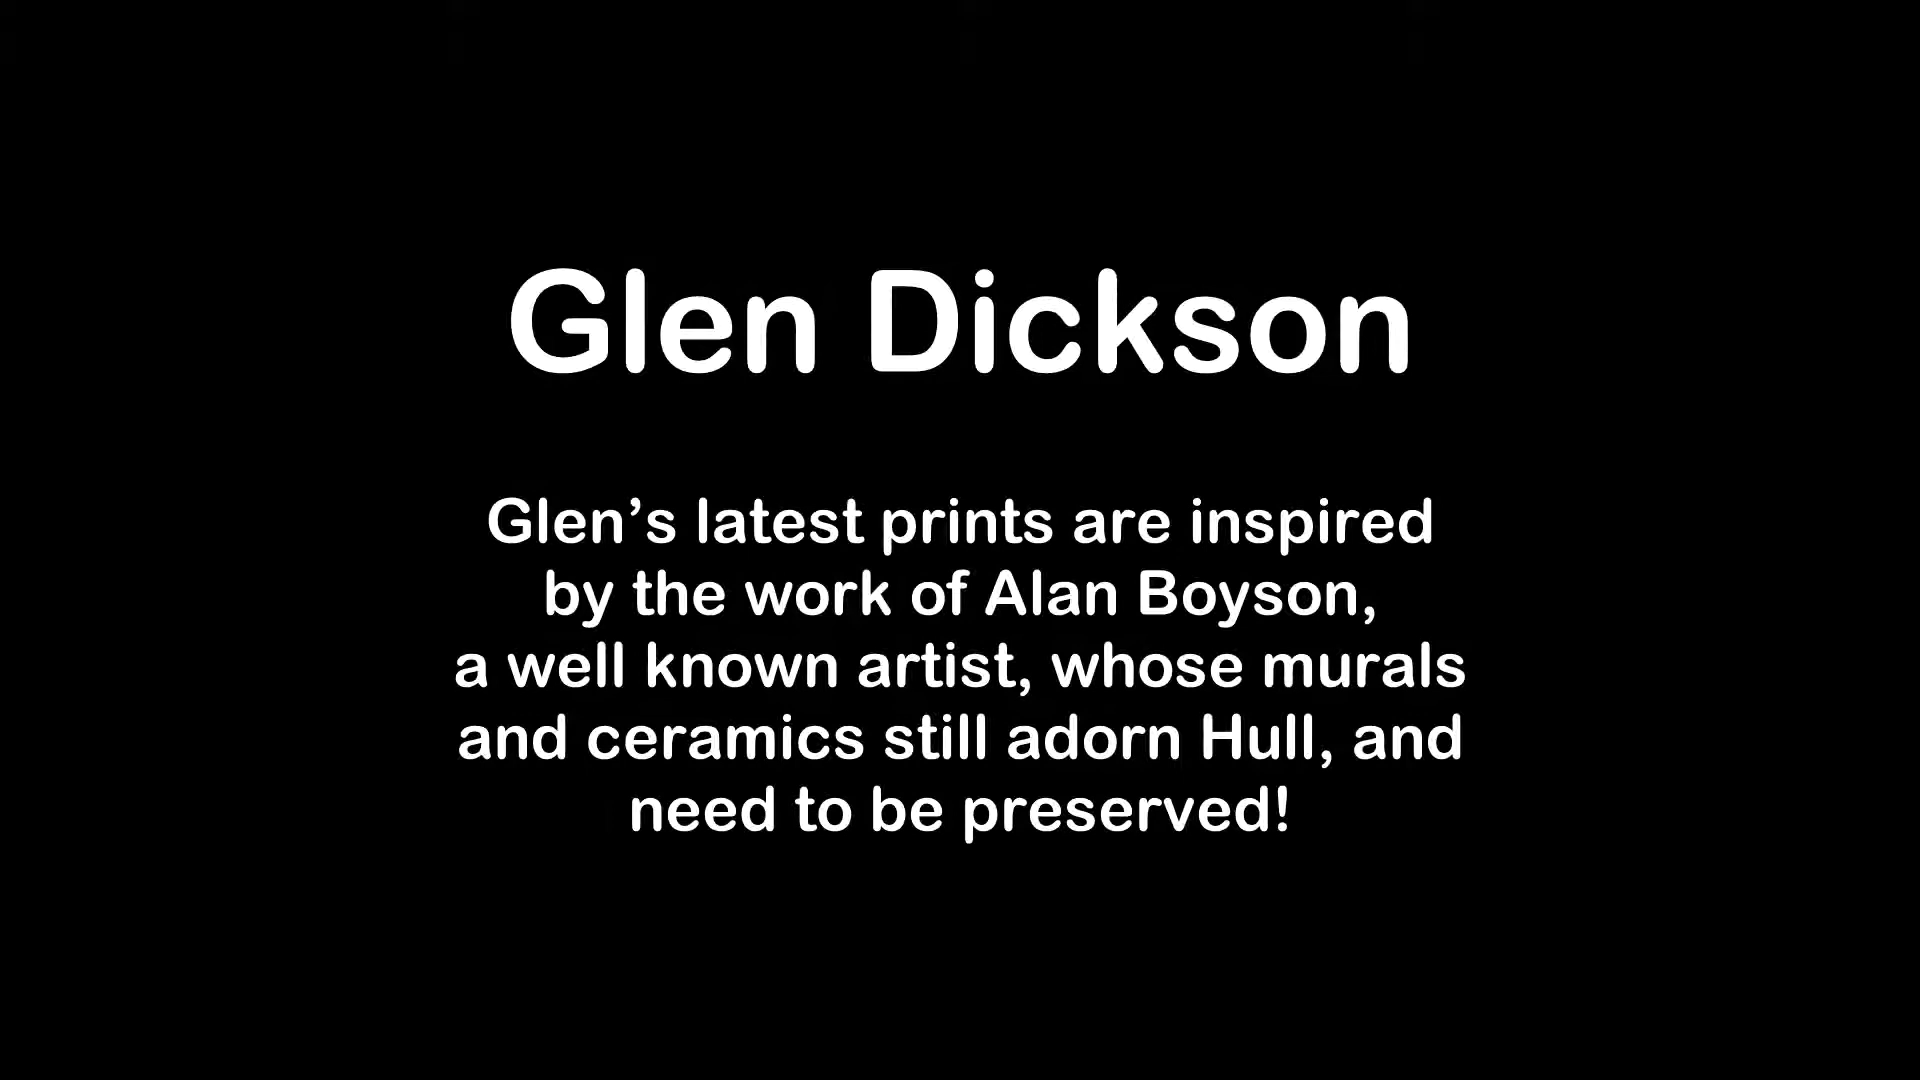 Glen Dickson
Glen’s latest prints are inspired
by the work of Alan Boyson,
a well known artist, whose murals
and ceramics still adorn Hull, and
need to be preserved!